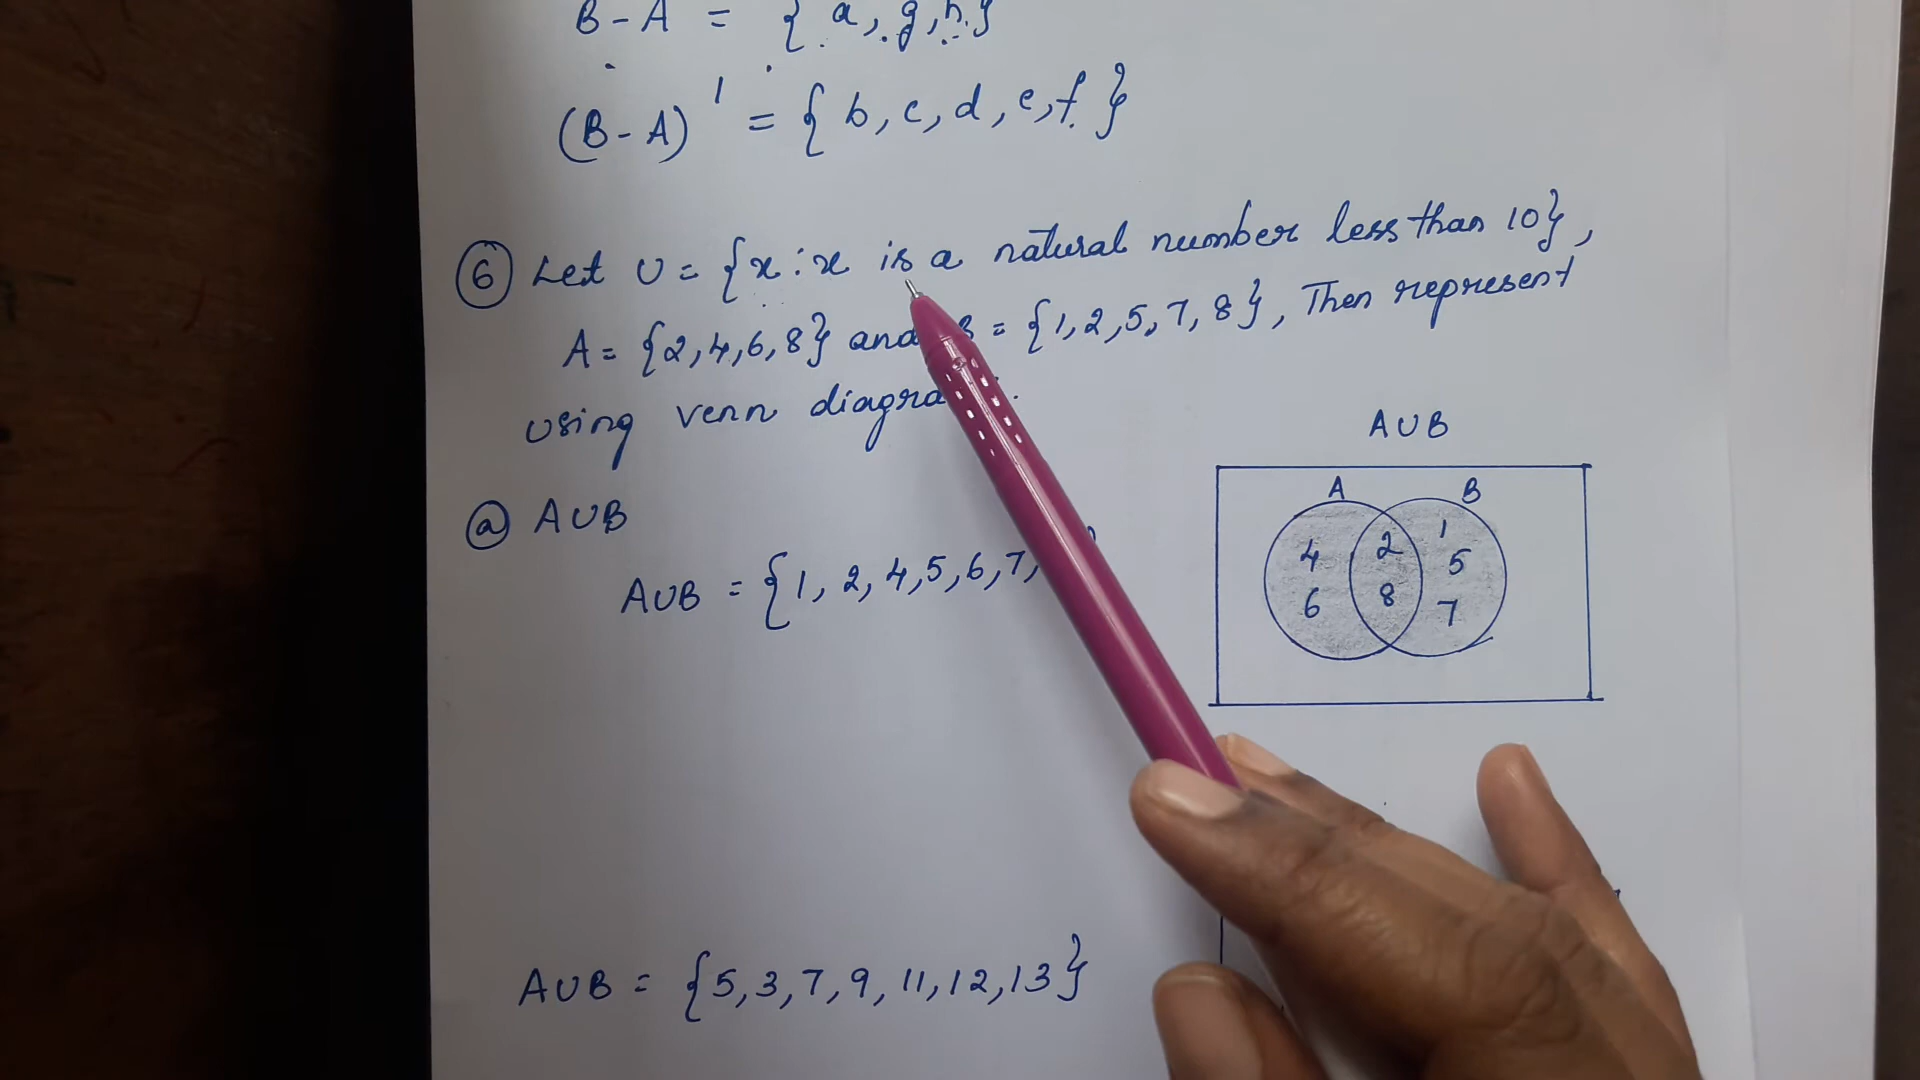 B - A = { a, g, h }
(B - A)' = { b, c, d, e, f. }
⑥ Let U = {x : x is a natural number less than 10},
A = {2, 4, 6, 8} and = {1, 2, 5, 7, 8}, Then represent
using venn
ⓐ A∪B
A∪B = {1, 2, 4, 5, 6, 7,
A∪B
A B
4 2 1
5
6 8 7
A∪B = {5, 3, 7, 9, 11, 12, 13}